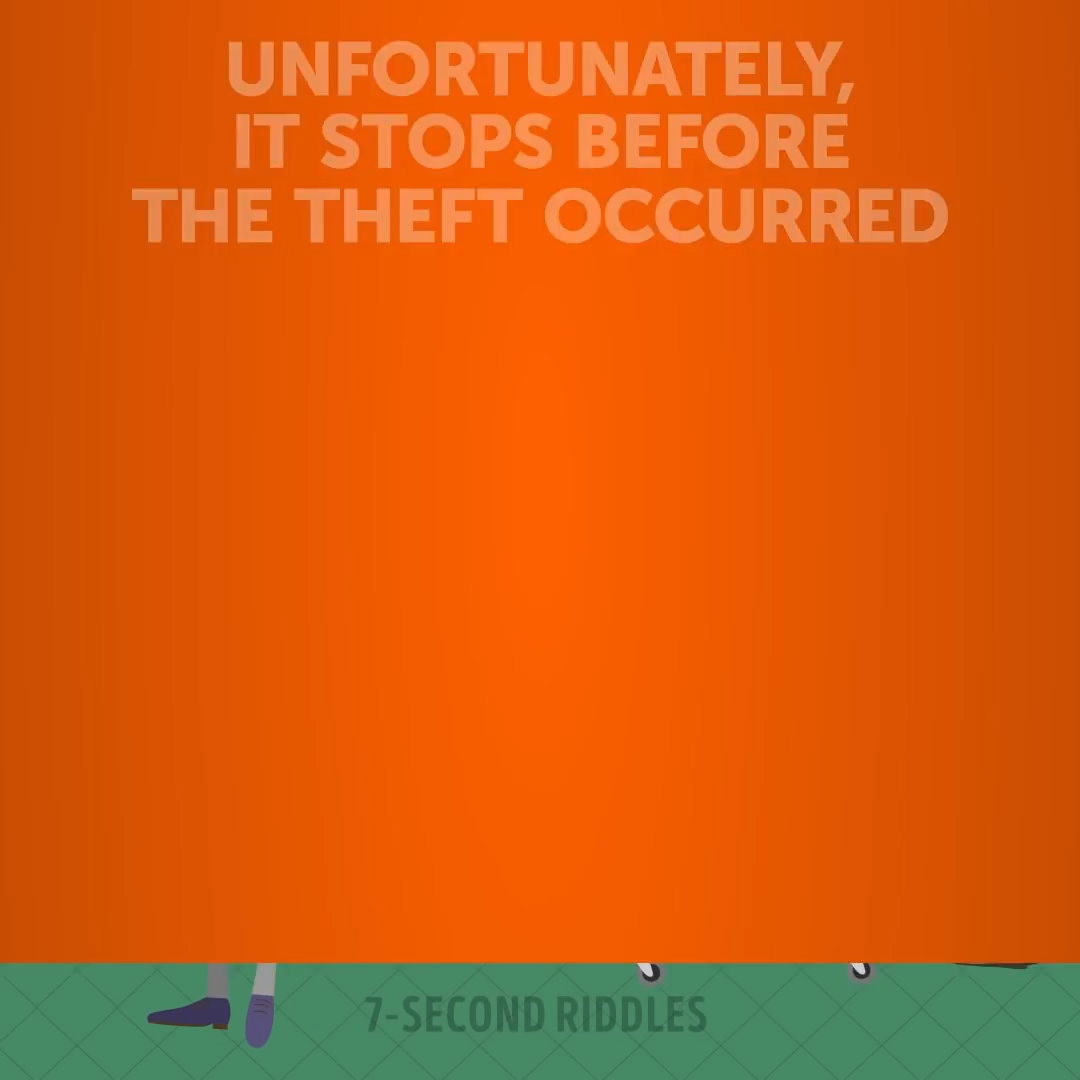 UNFORTUNATELY,
IT STOPS BEFORE
THE THEFT OCCURRED
7-SECOND RIDDLES